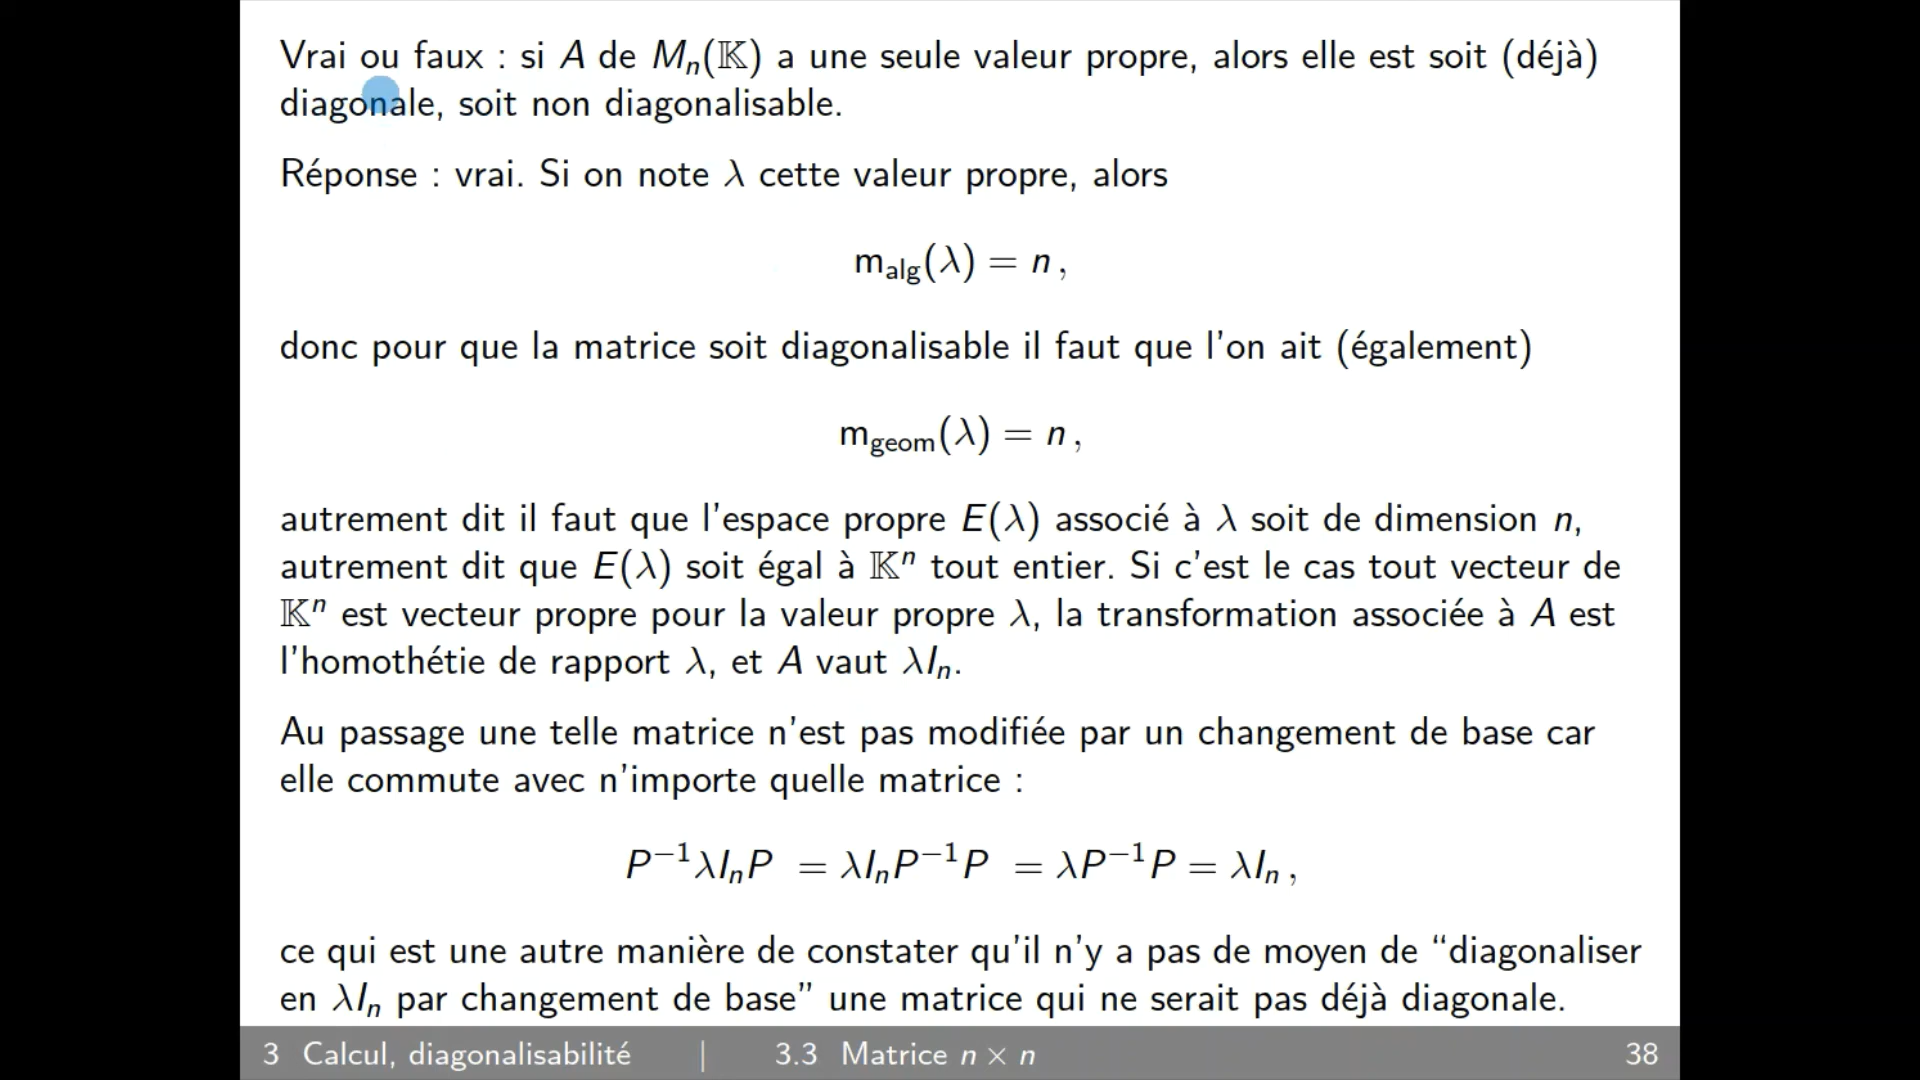 Vrai ou faux : si A de Mₙ(𝕂) a une seule valeur propre, alors elle est soit (déjà)
diagonale, soit non diagonalisable.
Réponse : vrai. Si on note λ cette valeur propre, alors
m_alg(λ) = n ,
donc pour que la matrice soit diagonalisable il faut que l'on ait (également)
m_geom(λ) = n ,
autrement dit il faut que l'espace propre E(λ) associé à λ soit de dimension n,
autrement dit que E(λ) soit égal à 𝕂ⁿ tout entier. Si c'est le cas tout vecteur de
𝕂ⁿ est vecteur propre pour la valeur propre λ, la transformation associée à A est
l'homothétie de rapport λ, et A vaut λIₙ.
Au passage une telle matrice n'est pas modifiée par un changement de base car
elle commute avec n'importe quelle matrice :
P⁻¹λIₙP = λIₙP⁻¹P = λP⁻¹P = λIₙ ,
ce qui est une autre manière de constater qu'il n'y a pas de moyen de “diagonaliser
en λIₙ par changement de base” une matrice qui ne serait pas déjà diagonale.
3 Calcul, diagonalisabilité | 3.3 Matrice n × n 38